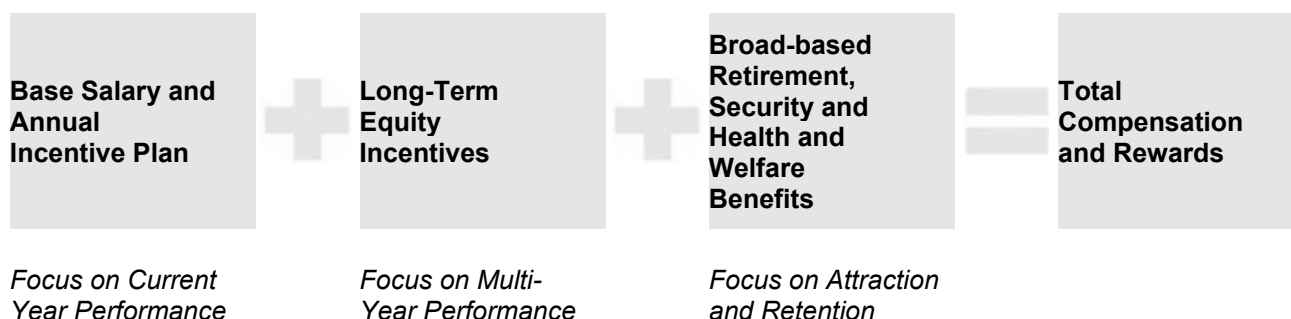 Base Salary and
Annual
Incentive Plan
Long-Term
Equity
Incentives
Broad-based
Retirement,
Security and
Health and
Welfare
Benefits
Total
Compensation
and Rewards
Focus on Current
Year Performance
Focus on Multi-
Year Performance
Focus on Attraction
and Retention